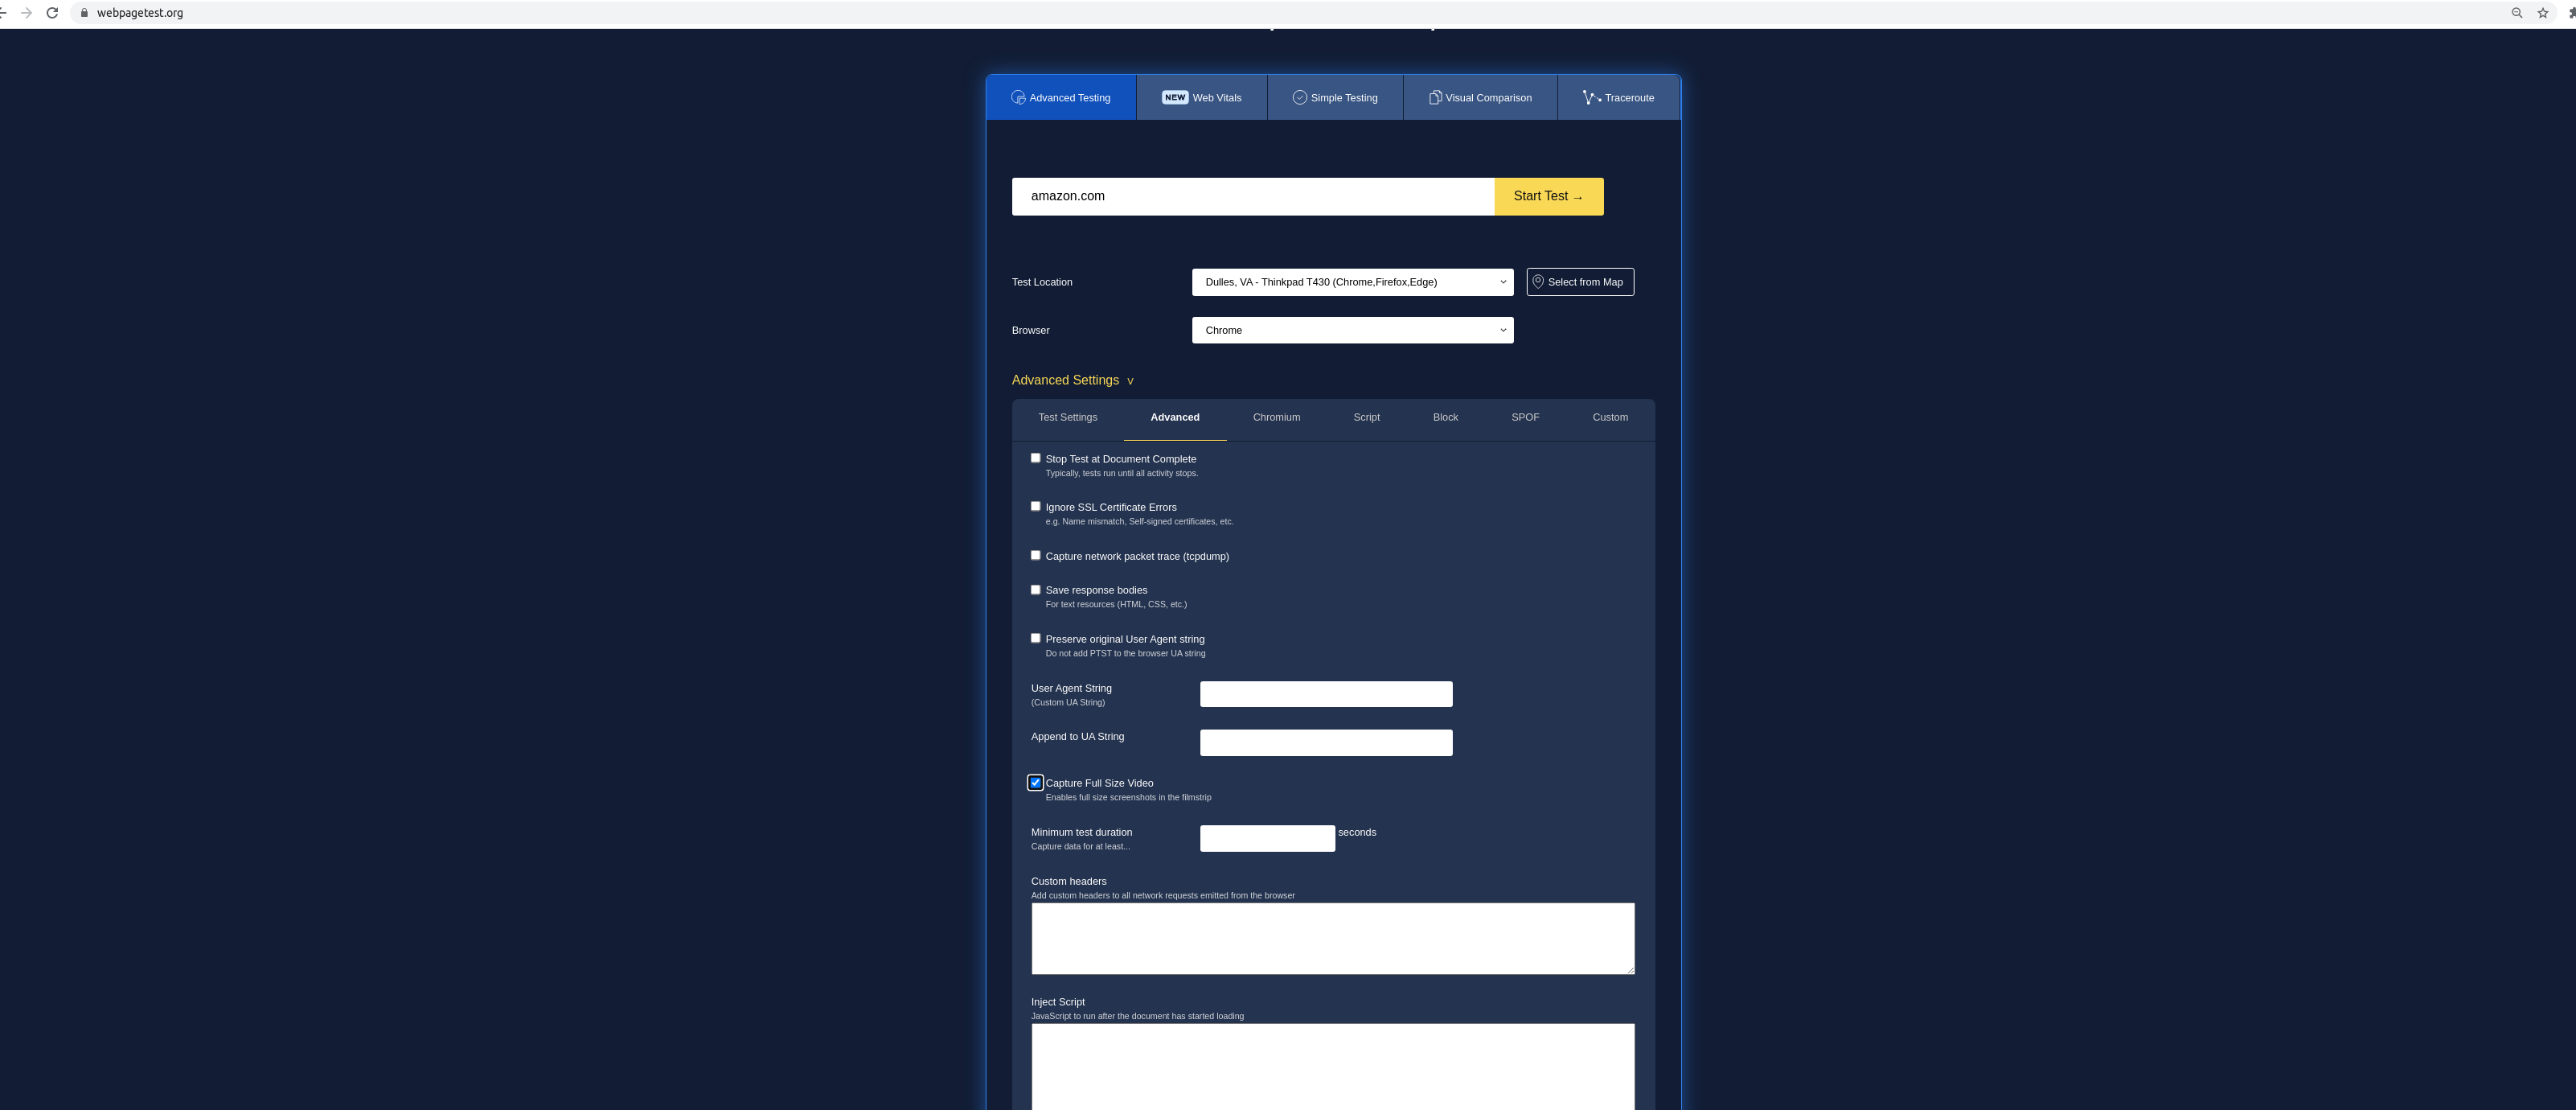 webpagetest.org
Advanced Testing
NEW Web Vitals
Simple Testing
Visual Comparison
Traceroute
amazon.com
Start Test →
Test Location
Dulles, VA - Thinkpad T430 (Chrome,Firefox,Edge)
Select from Map
Browser
Chrome
Advanced Settings v
Test Settings
Advanced
Chromium
Script
Block
SPOF
Custom
Stop Test at Document Complete
Typically, tests run until all activity stops.
Ignore SSL Certificate Errors
e.g. Name mismatch, Self-signed certificates, etc.
Capture network packet trace (tcpdump)
Save response bodies
For text resources (HTML, CSS, etc.)
Preserve original User Agent string
Do not add PTST to the browser UA string
User Agent String
(Custom UA String)
Append to UA String
Capture Full Size Video
Enables full size screenshots in the filmstrip
Minimum test duration
seconds
Capture data for at least...
Custom headers
Add custom headers to all network requests emitted from the browser
Inject Script
JavaScript to run after the document has started loading